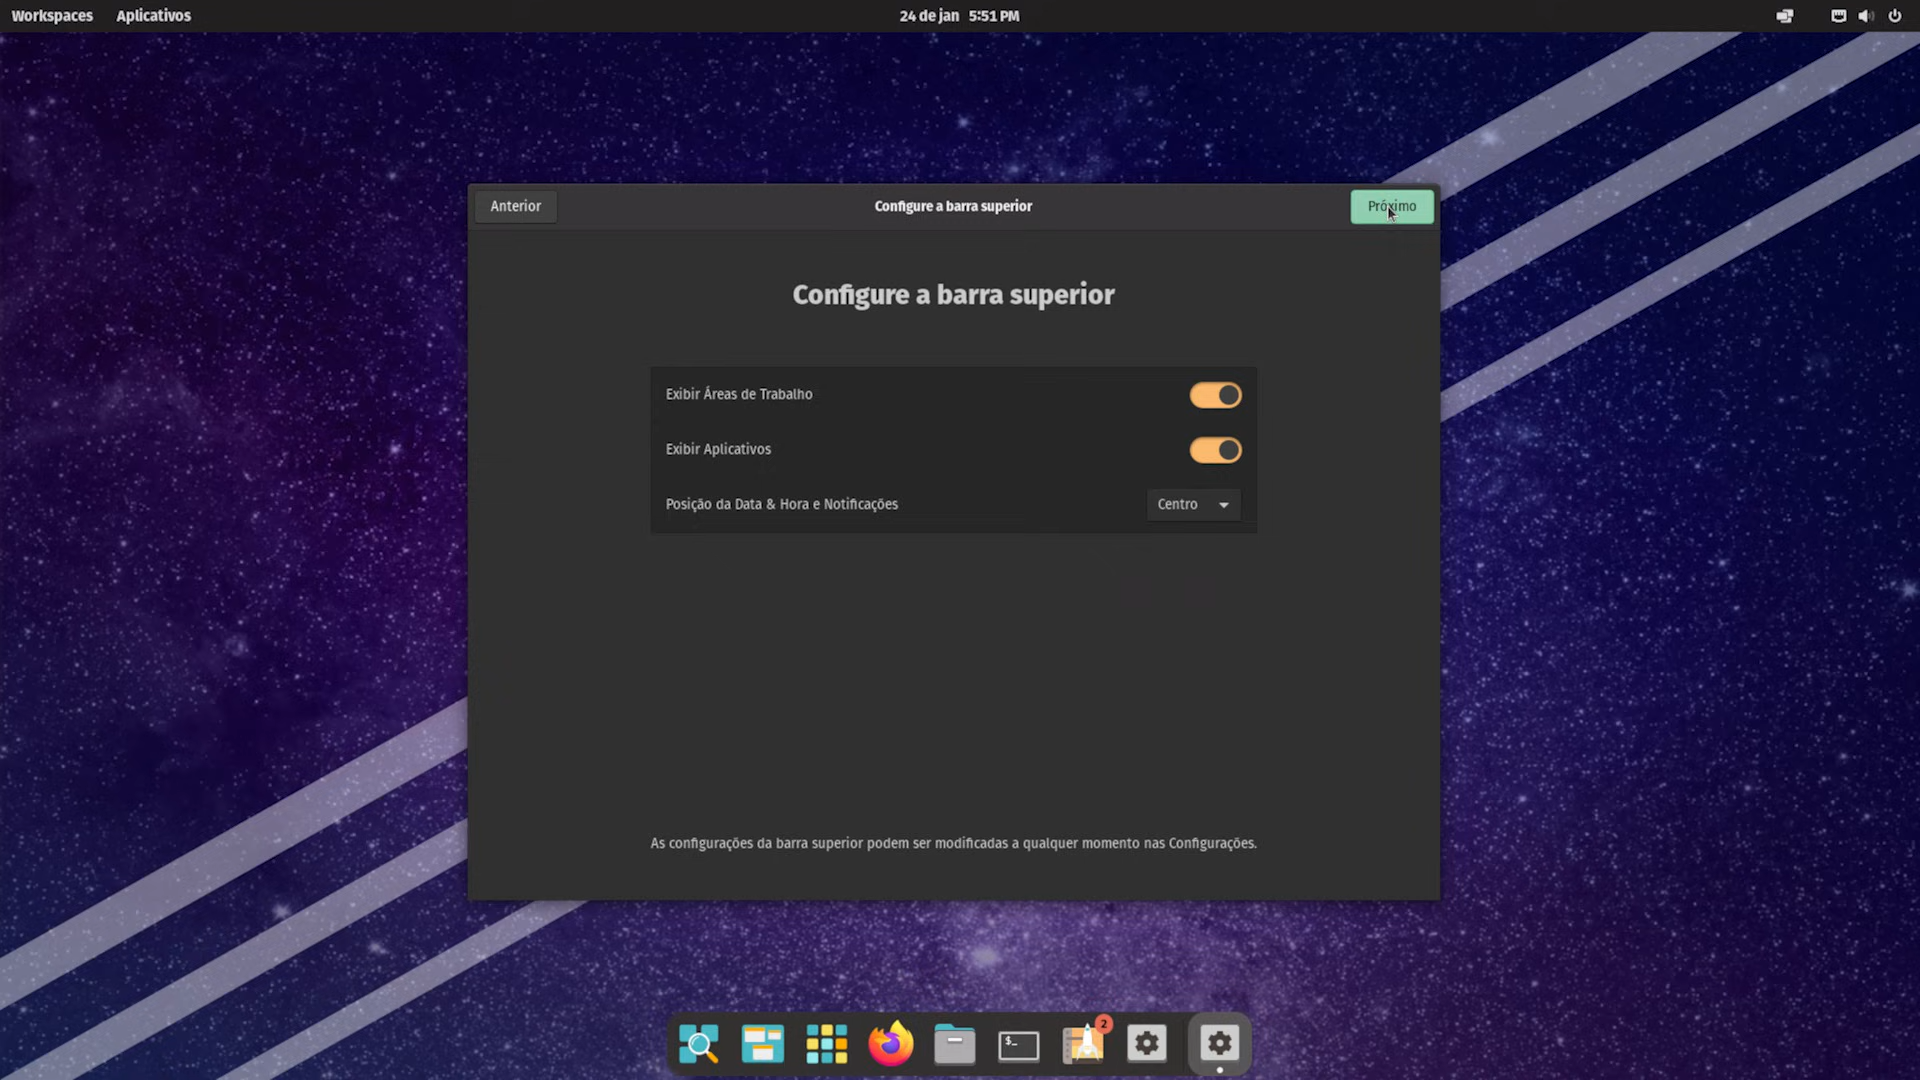 Workspaces Aplicativos 24 de jan 5:51 PM
Anterior Configure a barra superior Próximo
Configure a barra superior
Exibir Áreas de Trabalho
Exibir Aplicativos
Posição da Data & Hora e Notificações Centro
As configurações da barra superior podem ser modificadas a qualquer momento nas Configurações.
$_ 2